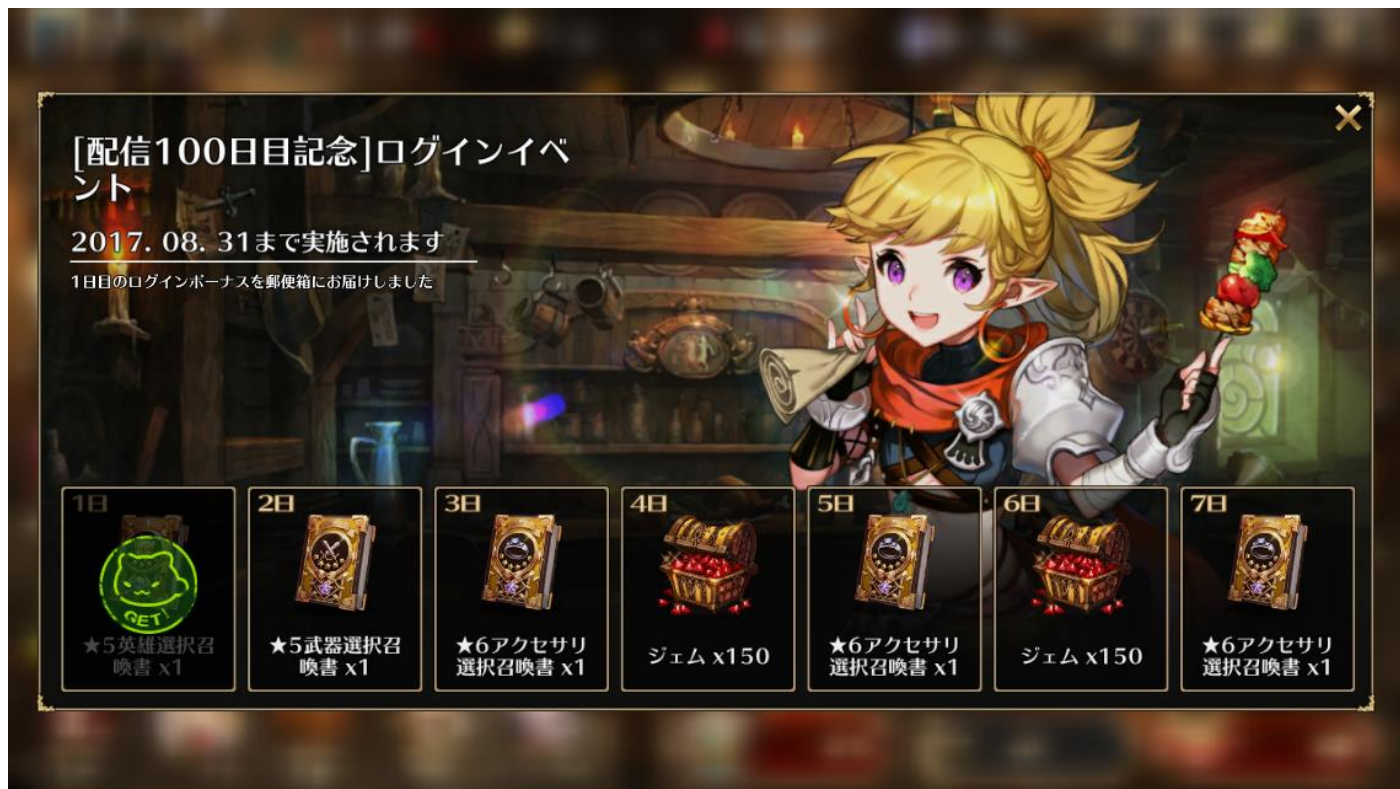 [配信100日目記念]ログインイベ
ント
2017. 08. 31まで実施されます
1日目のログインボーナスを郵便箱にお届けしました
1日
GET!
★5英雄選択召
喚書 x1
2日
★5武器選択召
喚書 x1
3日
★6アクセサリ
選択召喚書 x1
4日
ジェム x150
5日
★6アクセサリ
選択召喚書 x1
6日
ジェム x150
7日
★6アクセサリ
選択召喚書 x1